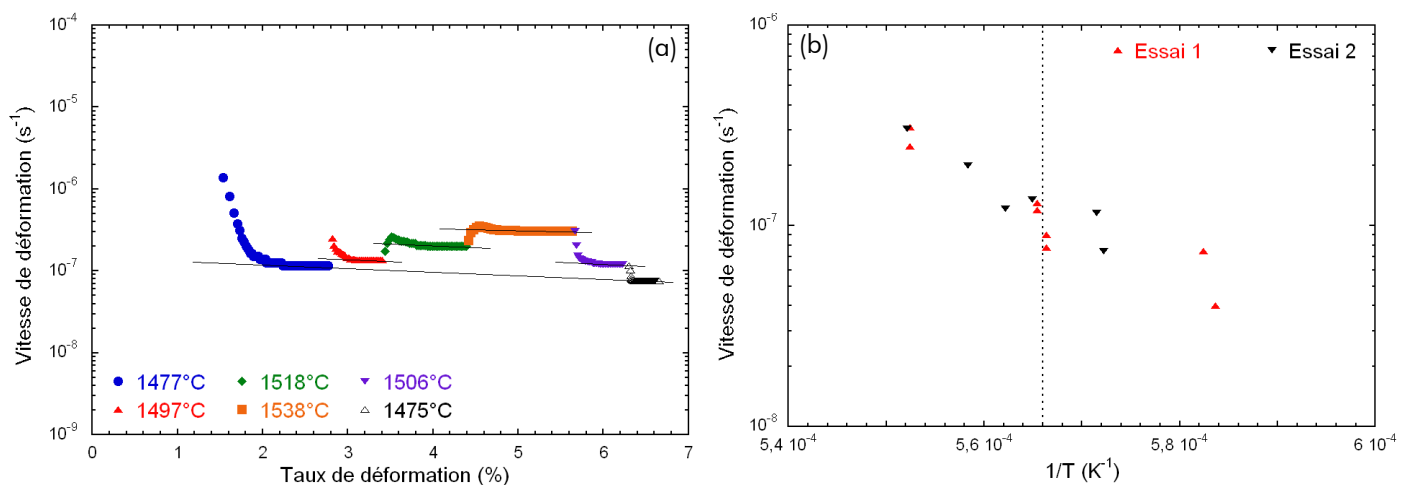 (a)
Vitesse de déformation (s⁻¹)
10⁻⁴
10⁻⁵
10⁻⁶
10⁻⁷
10⁻⁸
10⁻⁹
1477°C 1518°C 1506°C
1497°C 1538°C 1475°C
0 1 2 3 4 5 6 7
Taux de déformation (%)
(b)
Essai 1 Essai 2
Vitesse de déformation (s⁻¹)
10⁻⁶
10⁻⁷
10⁻⁸
5,4 10⁻⁴ 5,6 10⁻⁴ 5,8 10⁻⁴ 6 10⁻⁴
1/T (K⁻¹)